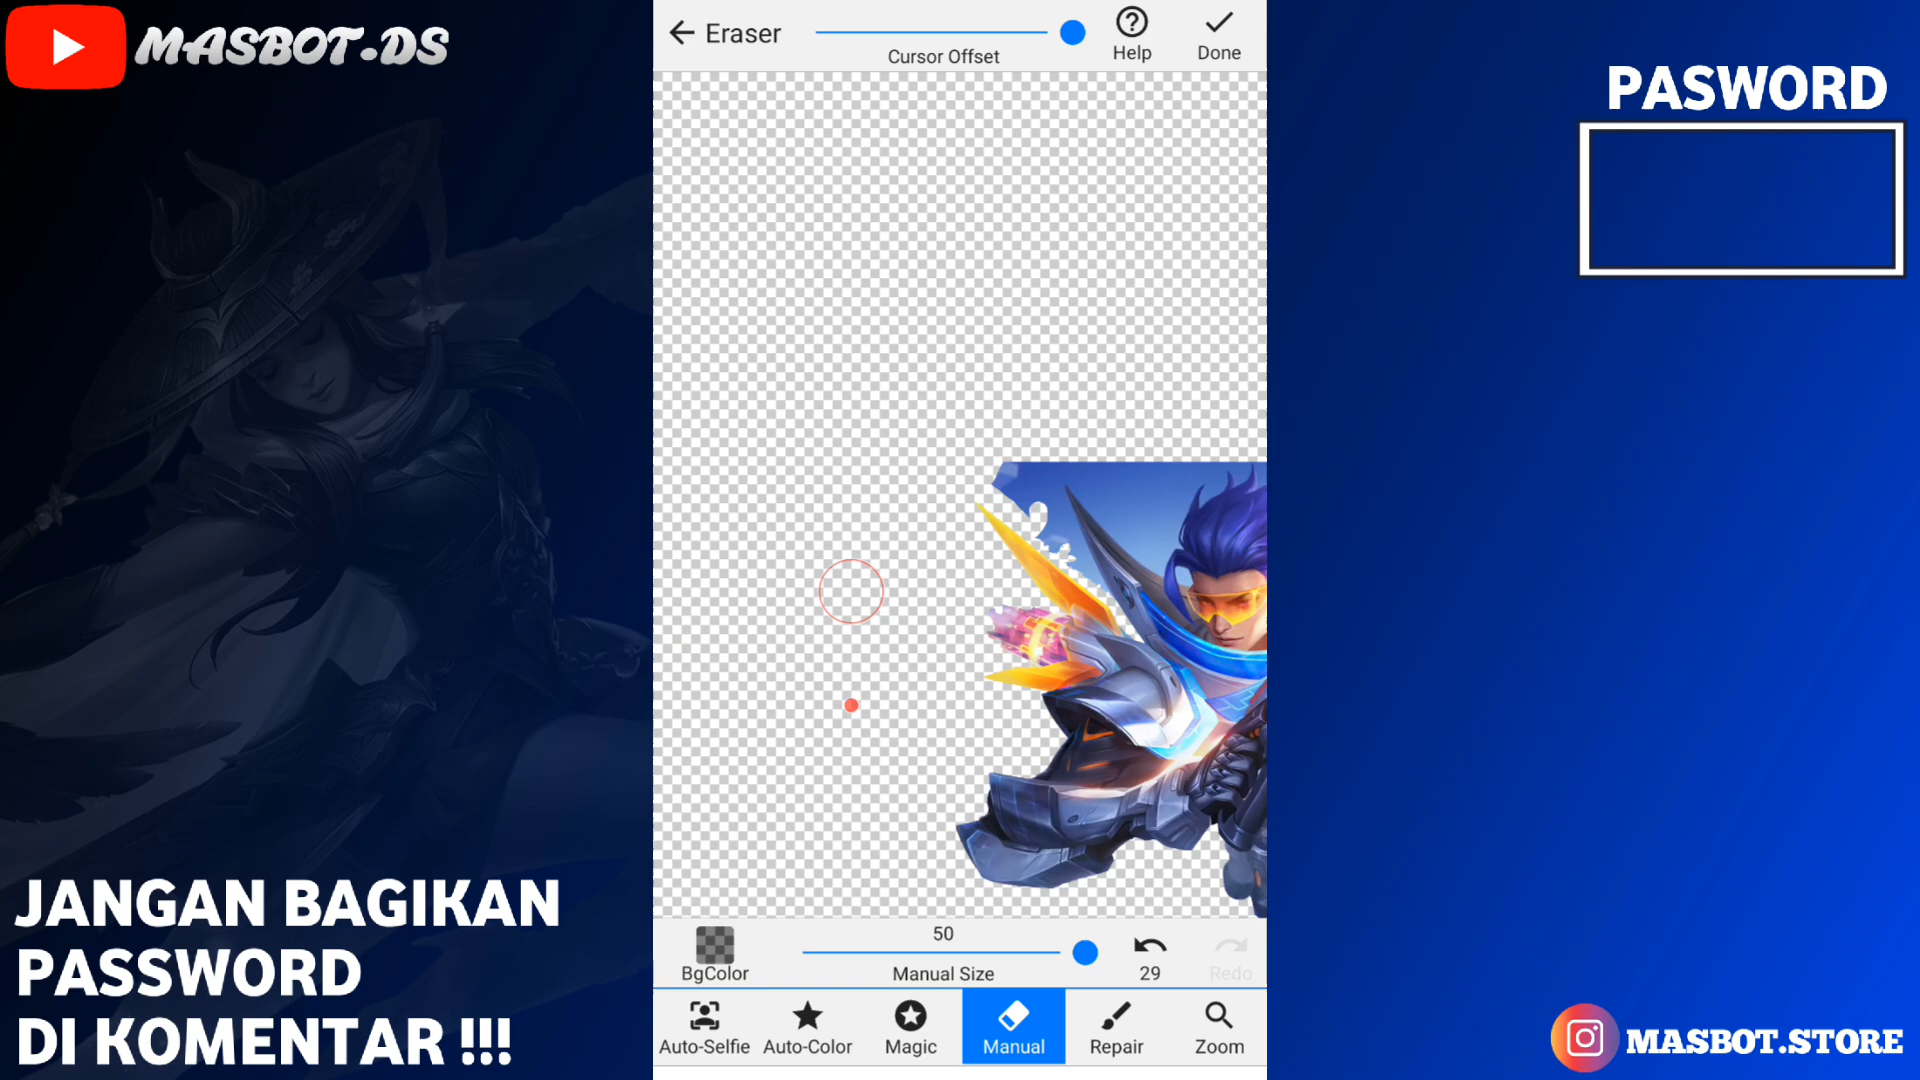 MASBOT.DS
Eraser
Cursor Offset
Help
Done
PASWORD
JANGAN BAGIKAN
PASSWORD
DI KOMENTAR !!!
50
BgColor
Manual Size
29
Redo
Auto-Selfie
Auto-Color
Magic
Manual
Repair
Zoom
MASBOT.STORE